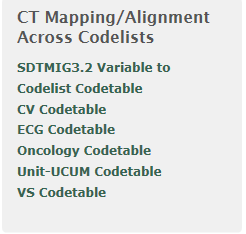 CT Mapping/Alignment
Across Codelists
SDTMIG3.2 Variable to
Codelist Codetable
CV Codetable
ECG Codetable
Oncology Codetable
Unit-UCUM Codetable
VS Codetable